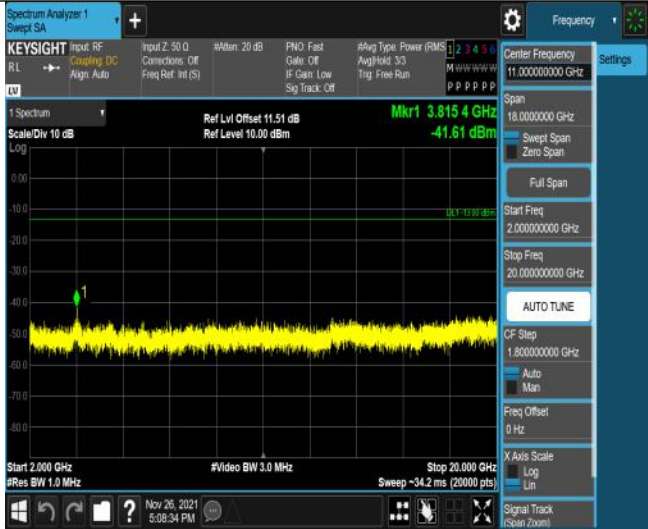 Spectrum Analyzer 1
Swept SA
+
Frequency
KEYSIGHT
RL
Input: RF
Coupling: DC
Align: Auto
Input Z: 50 Ω
Corrections: Off
Freq Ref: Int (S)
#Atten: 20 dB
PNO: Fast
Gate: Off
IF Gain: Low
Sig Track: Off
#Avg Type: Power (RMS
Avg|Hold: 3/3
Trig: Free Run
1 2 3 4 5 6
M W W W W W
P P P P P P
LV
1 Spectrum
Scale/Div 10 dB
Ref Lvl Offset 11.51 dB
Ref Level 10.00 dBm
Mkr1 3.815 4 GHz
-41.61 dBm
Log
0.00
-10.0
DL1 -13.00 dBm
-20.0
-30.0
1
-40.0
-50.0
-60.0
-70.0
-80.0
Start 2.000 GHz
#Res BW 1.0 MHz
#Video BW 3.0 MHz
Stop 20.000 GHz
Sweep ~34.2 ms (20000 pts)
?
Nov 26, 2021
5:08:34 PM
Settings
Center Frequency
11.000000000 GHz
Span
18.0000000 GHz
Swept Span
Zero Span
Full Span
Start Freq
2.000000000 GHz
Stop Freq
20.000000000 GHz
AUTO TUNE
CF Step
1.800000000 GHz
Auto
Man
Freq Offset
0 Hz
X Axis Scale
Log
Lin
Signal Track
(Span Zoom)